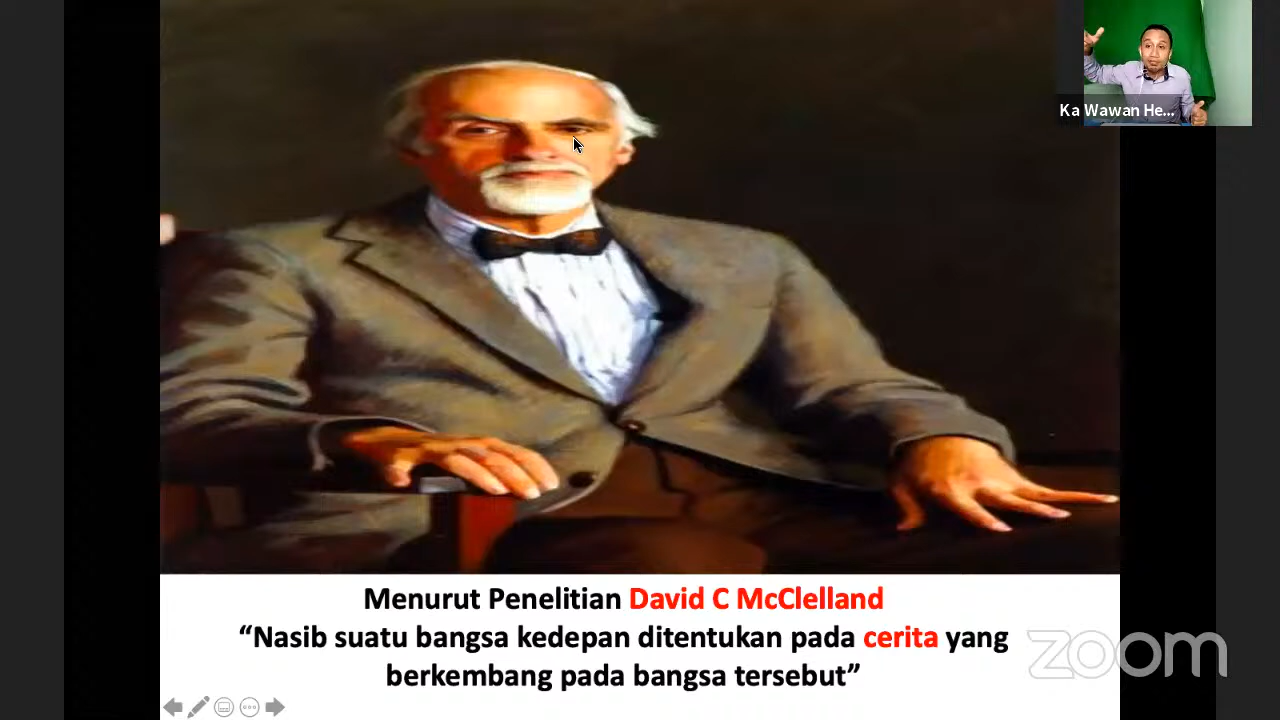 Ka Wawan He...
Menurut Penelitian David C McClelland
“Nasib suatu bangsa kedepan ditentukan pada cerita yang
berkembang pada bangsa tersebut”
zoom